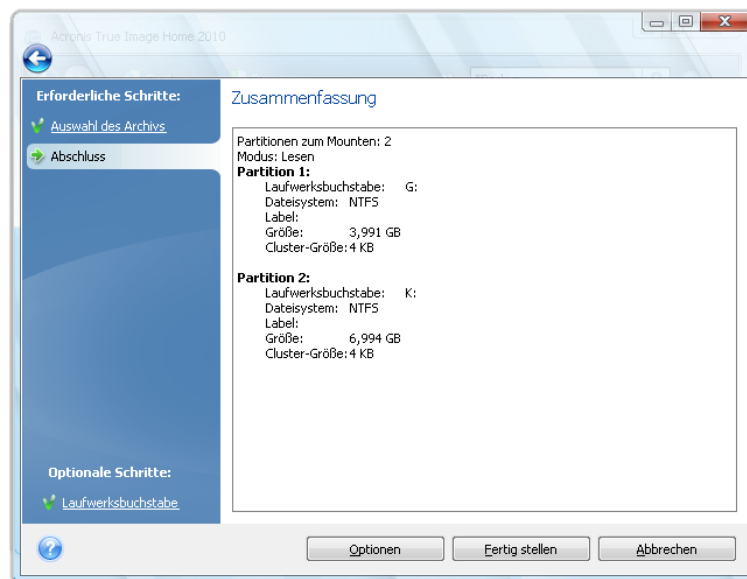 Acronis True Image Home 2010
Erforderliche Schritte:
Auswahl des Archivs
Abschluss
Optionale Schritte:
Laufwerksbuchstabe
Zusammenfassung
Partitionen zum Mounten: 2
Modus: Lesen
Partition 1:
Laufwerksbuchstabe: G:
Dateisystem: NTFS
Label:
Größe: 3,991 GB
Cluster-Größe: 4 KB
Partition 2:
Laufwerksbuchstabe: K:
Dateisystem: NTFS
Label:
Größe: 6,994 GB
Cluster-Größe: 4 KB
Optionen
Fertig stellen
Abbrechen